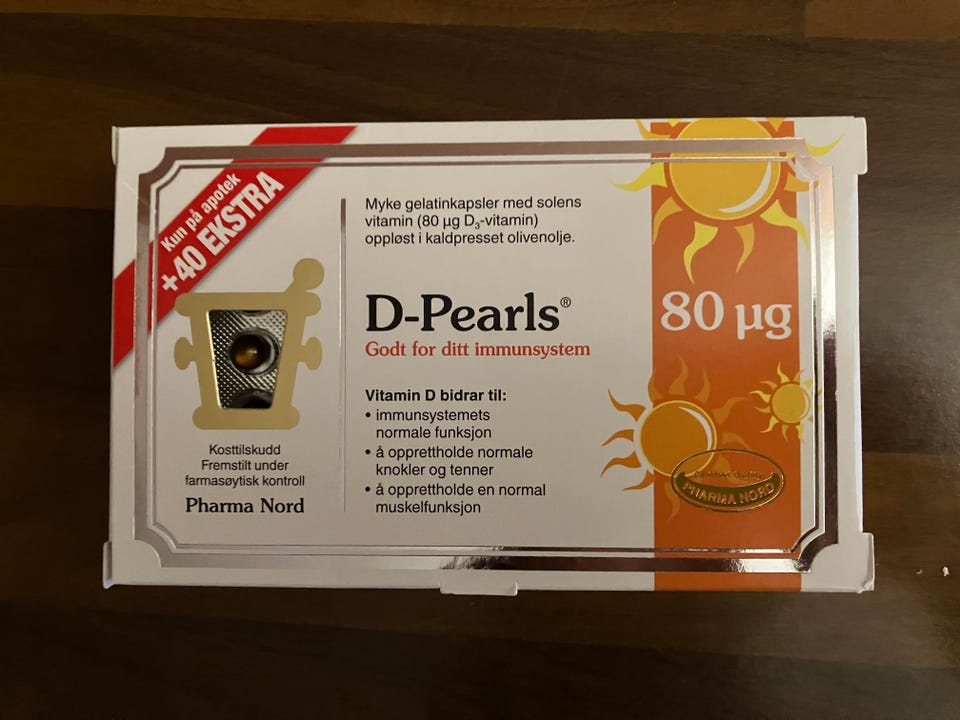 Kun på apotek
+40 EKSTRA
Myke gelatinkapsler med solens
vitamin (80 µg D₃-vitamin)
oppløst i kaldpresset olivenolje.
D-Pearls®
Godt for ditt immunsystem
80 µg
Vitamin D bidrar til:
• immunsystemets
normale funksjon
• å opprettholde normale
knokler og tenner
• å opprettholde en normal
muskelfunksjon
Kosttilskudd
Fremstilt under
farmasøytisk kontroll
Pharma Nord
PHARMA NORD